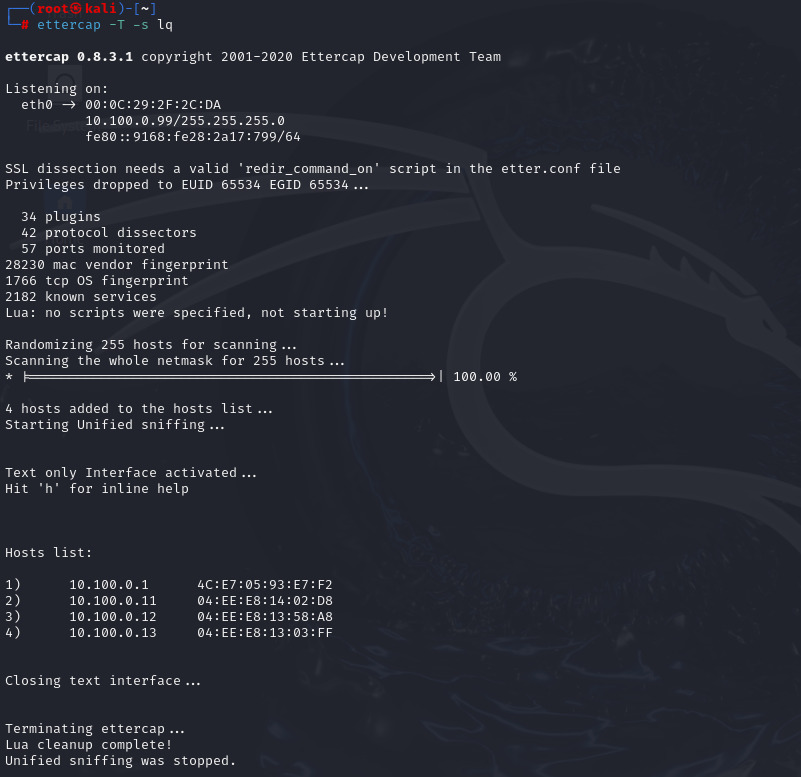 ┌──(root㉿kali)-[~]
└─# ettercap -T -s lq
ettercap 0.8.3.1 copyright 2001-2020 Ettercap Development Team
Listening on:
eth0 -> 00:0C:29:2F:2C:DA
10.100.0.99/255.255.255.0
fe80::9168:fe28:2a17:799/64
SSL dissection needs a valid 'redir_command_on' script in the etter.conf file
Privileges dropped to EUID 65534 EGID 65534...
34 plugins
42 protocol dissectors
57 ports monitored
28230 mac vendor fingerprint
1766 tcp OS fingerprint
2182 known services
Lua: no scripts were specified, not starting up!
Randomizing 255 hosts for scanning...
Scanning the whole netmask for 255 hosts...
* |==================================================>| 100.00 %
4 hosts added to the hosts list...
Starting Unified sniffing...
Text only Interface activated...
Hit 'h' for inline help
Hosts list:
1) 10.100.0.1 4C:E7:05:93:E7:F2
2) 10.100.0.11 04:EE:E8:14:02:D8
3) 10.100.0.12 04:EE:E8:13:58:A8
4) 10.100.0.13 04:EE:E8:13:03:FF
Closing text interface...
Terminating ettercap...
Lua cleanup complete!
Unified sniffing was stopped.